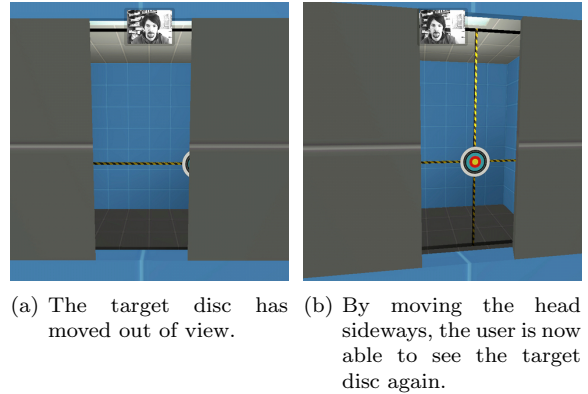 (a) The target disc has
moved out of view.
(b) By moving the head
sideways, the user is now
able to see the target
disc again.